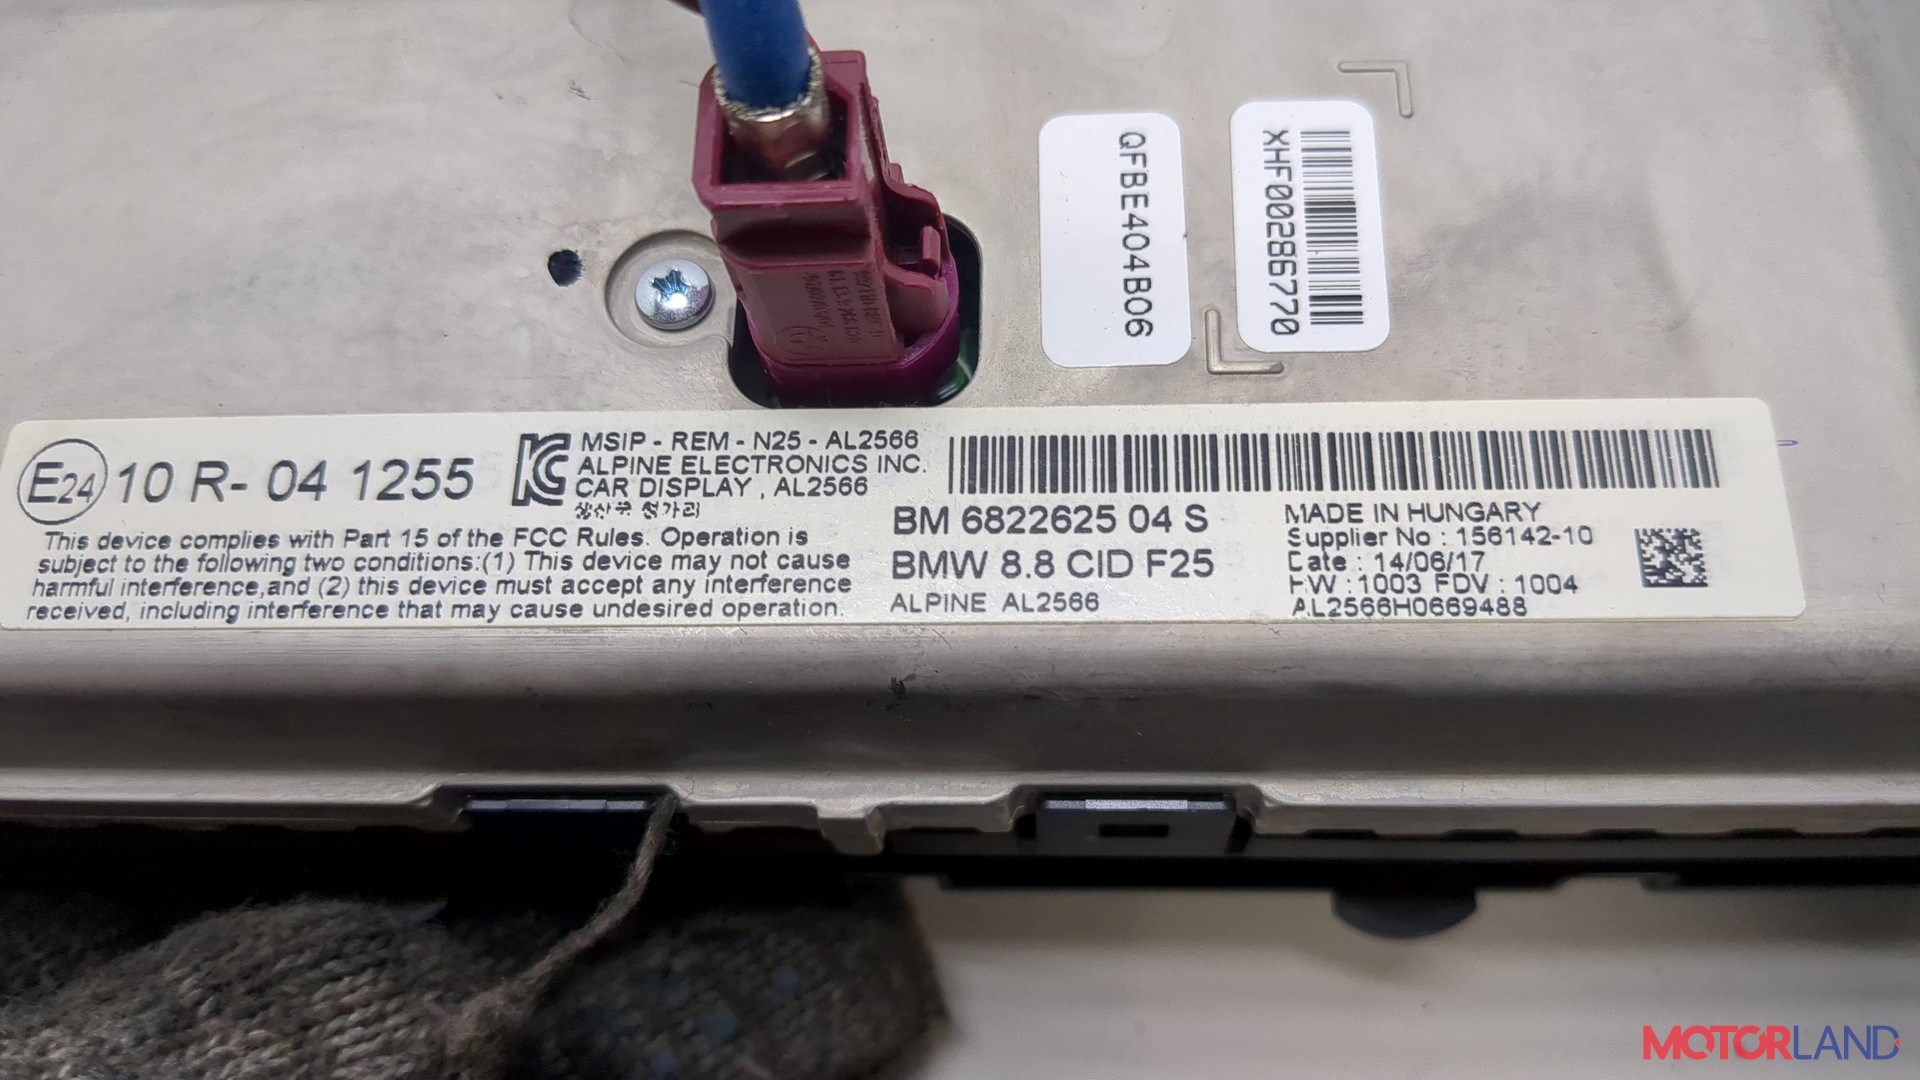 QFBE404B06
XHF00286770
E24 10 R- 04 1255
KC
MSIP - REM - N25 - AL2566
ALPINE ELECTRONICS INC.
CAR DISPLAY , AL2566
This device complies with Part 15 of the FCC Rules. Operation is
subject to the following two conditions:(1) This device may not cause
harmful interference,and (2) this device must accept any interference
received, including interference that may cause undesired operation.
BM 6822625 04 S
BMW 8.8 CID F25
ALPINE AL2566
MADE IN HUNGARY
Supplier No : 156142-10
Date : 14/06/17
HW : 1003 FDV : 1004
AL2566H0669488
MOTORLAND